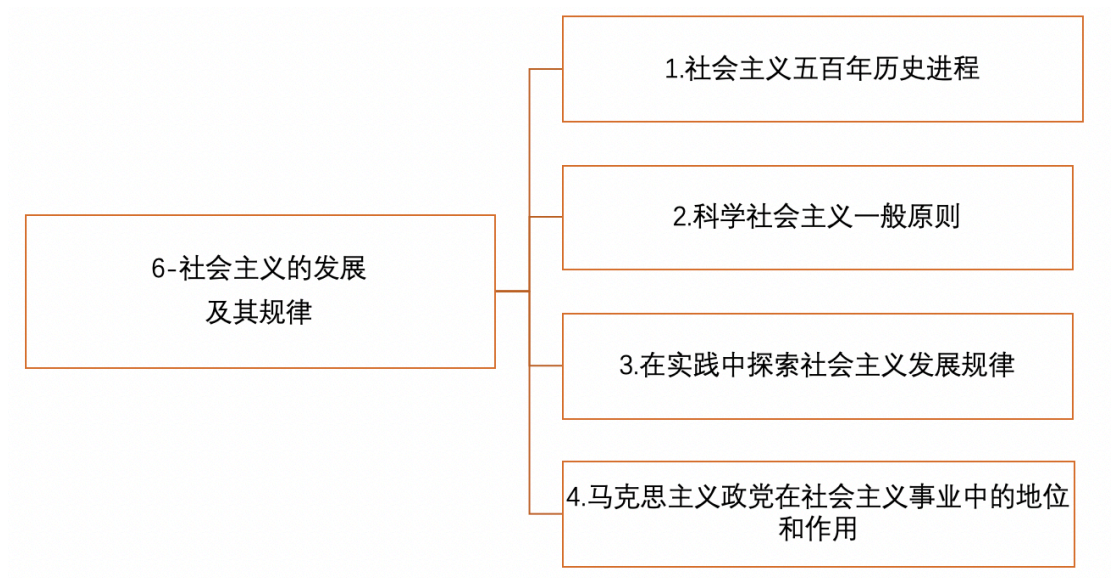 6-社会主义的发展
及其规律
1.社会主义五百年历史进程
2.科学社会主义一般原则
3.在实践中探索社会主义发展规律
4.马克思主义政党在社会主义事业中的地位
和作用